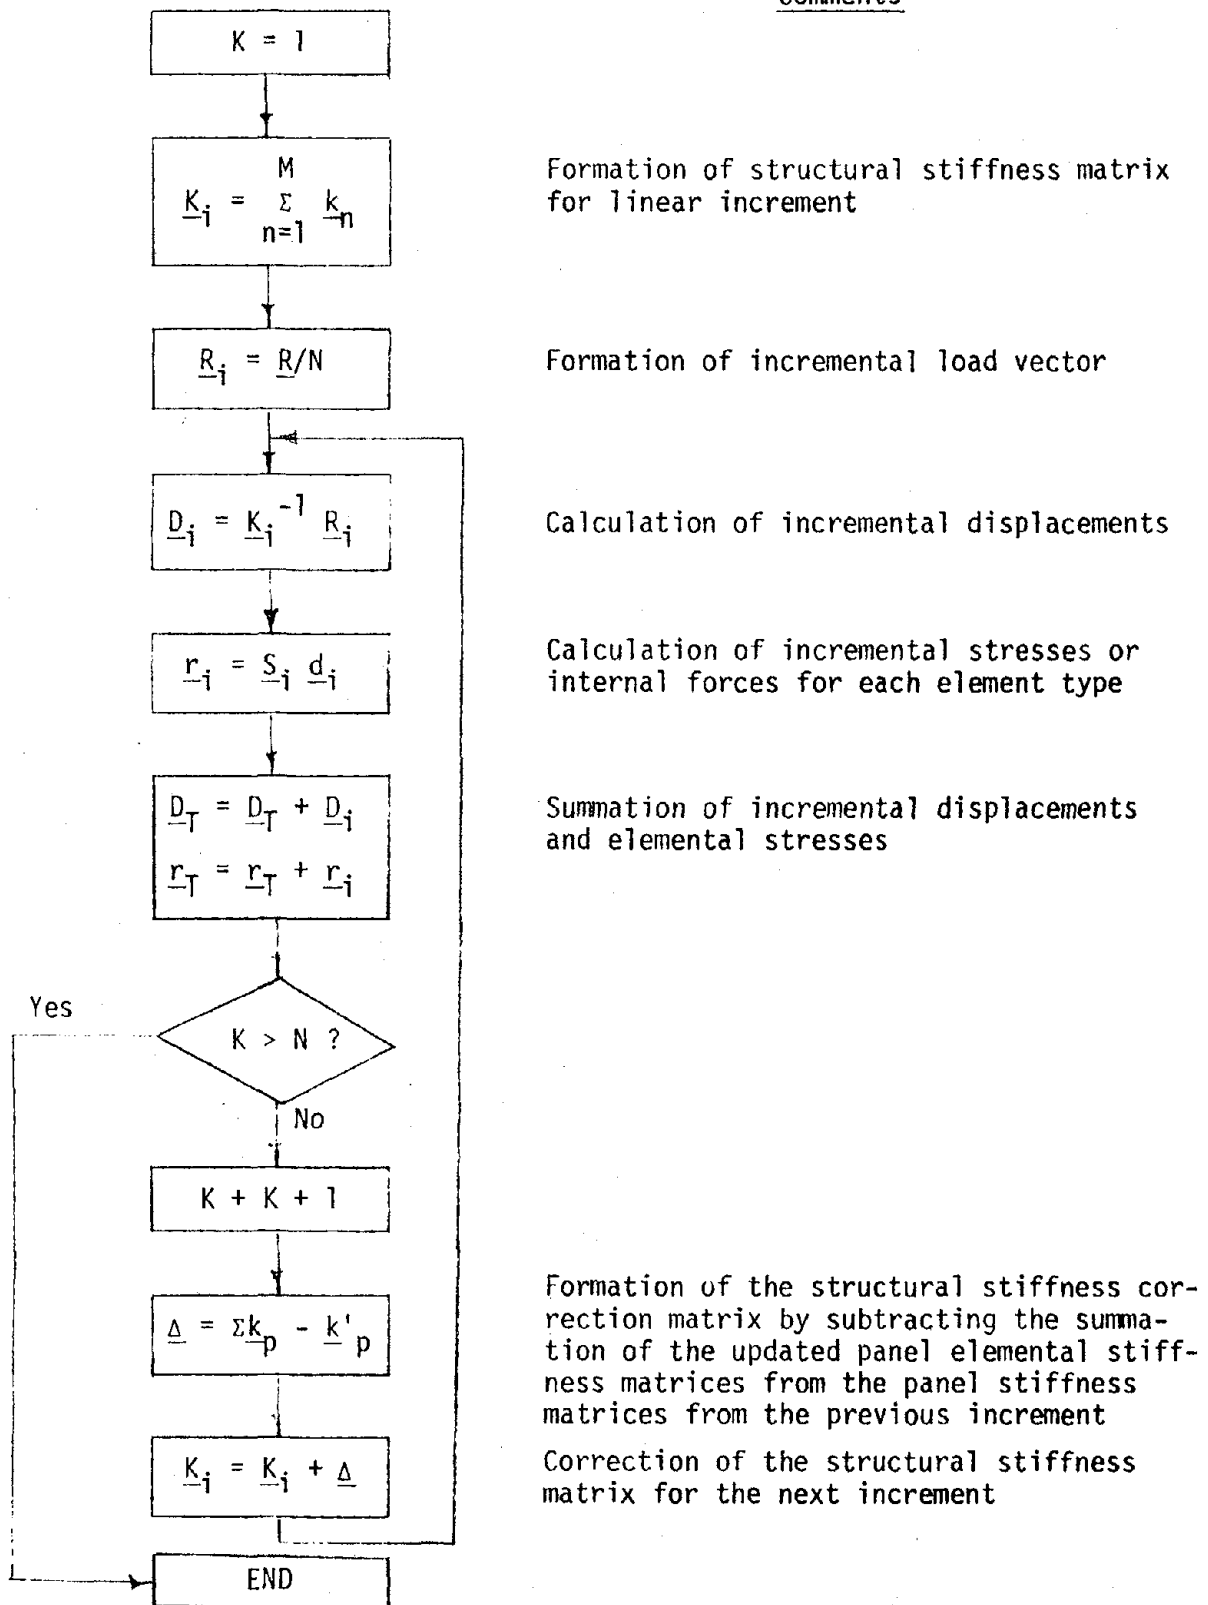 Comments
K = 1
M
K_i = Σ k_n
n=1
Formation of structural stiffness matrix
for linear increment
R_i = R/N
Formation of incremental load vector
D_i = K_i^-1 R_i
Calculation of incremental displacements
r_i = S_i d_i
Calculation of incremental stresses or
internal forces for each element type
D_T = D_T + D_i
r_T = r_T + r_i
Summation of incremental displacements
and elemental stresses
Yes
K > N ?
No
K + K + 1
Δ = Σk_p - k'_p
Formation of the structural stiffness cor-
rection matrix by subtracting the summa-
tion of the updated panel elemental stiff-
ness matrices from the panel stiffness
matrices from the previous increment
K_i = K_i + Δ
Correction of the structural stiffness
matrix for the next increment
END